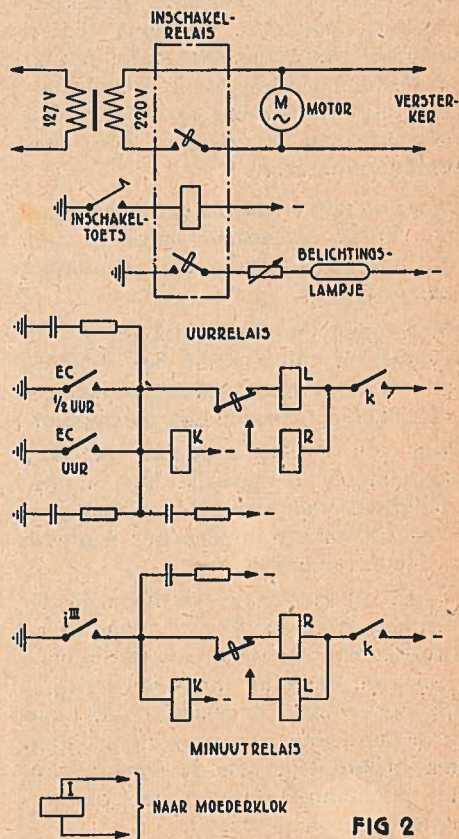 INSCHAKEL-
RELAIS
127 V
220 V
M
MOTOR
VERSTER-
KER
INSCHAKEL-
TOETS
BELICHTINGS-
LAMPJE
UURRELAIS
EC
½ UUR
L
k
EC
UUR
K
R
i III
R
k
K
L
MINUUTRELAIS
I
NAAR MOEDERKLOK
FIG 2